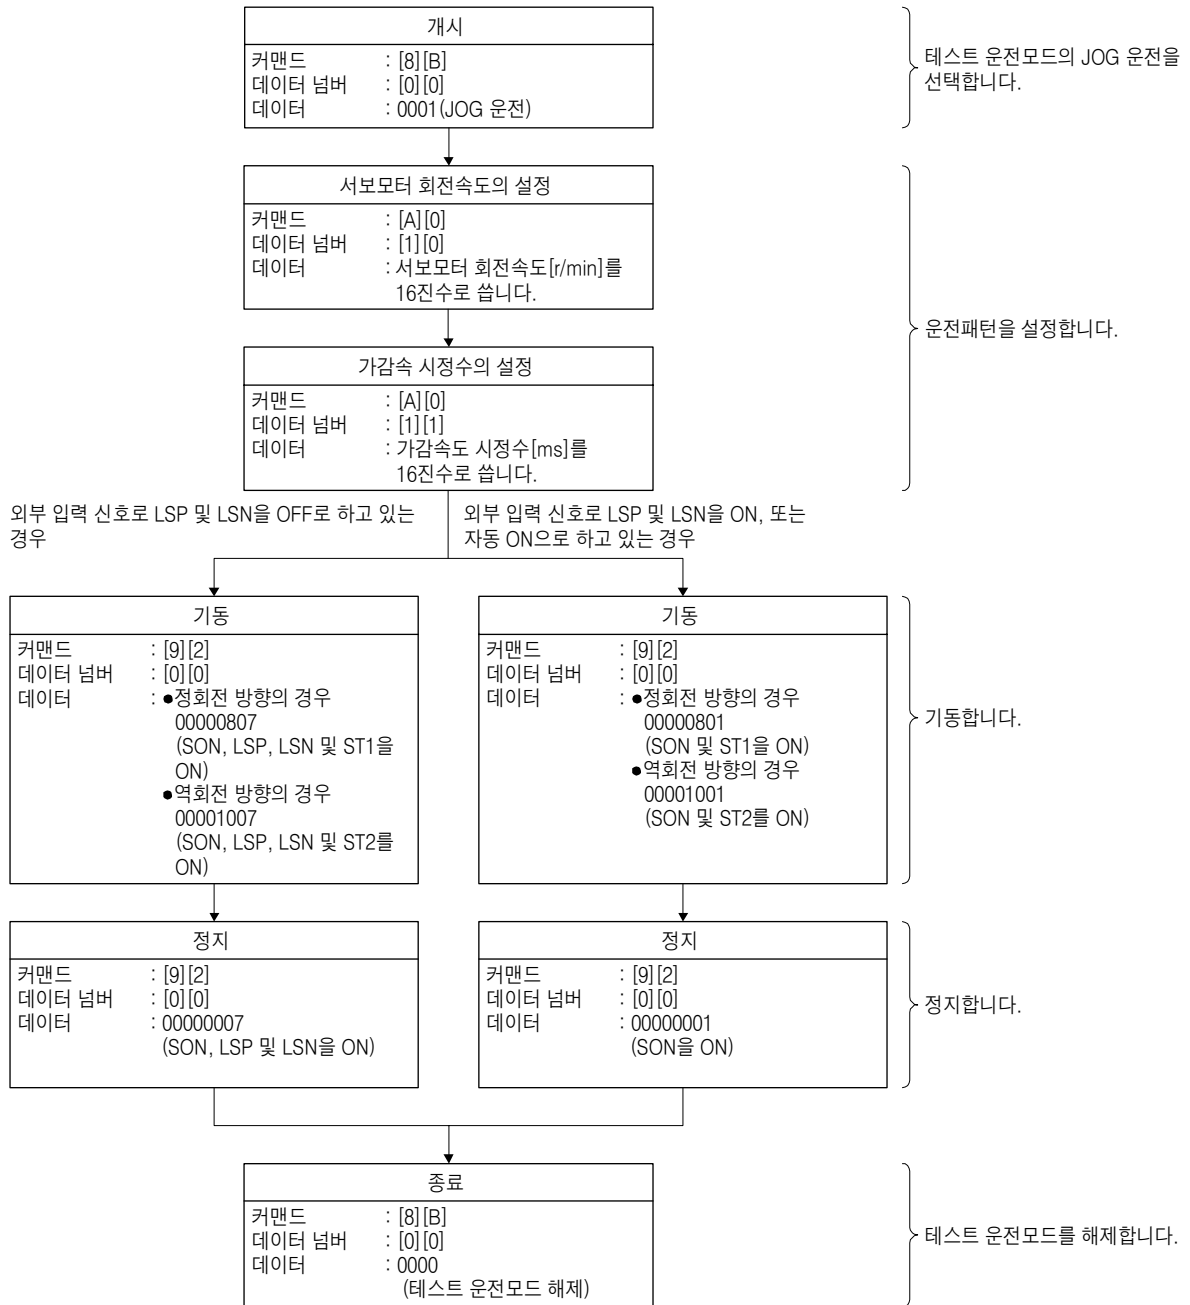 개시
커맨드 : [8][B]
데이터 넘버 : [0][0]
데이터 : 0001(JOG 운전)
테스트 운전모드의 JOG 운전을
선택합니다.
서보모터 회전속도의 설정
커맨드 : [A][0]
데이터 넘버 : [1][0]
데이터 : 서보모터 회전속도[r/min]를
16진수로 씁니다.
가감속 시정수의 설정
커맨드 : [A][0]
데이터 넘버 : [1][1]
데이터 : 가감속도 시정수[ms]를
16진수로 씁니다.
운전패턴을 설정합니다.
외부 입력 신호로 LSP 및 LSN을 OFF로 하고 있는
경우
외부 입력 신호로 LSP 및 LSN을 ON, 또는
자동 ON으로 하고 있는 경우
기동
커맨드 : [9][2]
데이터 넘버 : [0][0]
데이터 : ●정회전 방향의 경우
00000807
(SON, LSP, LSN 및 ST1을
ON)
●역회전 방향의 경우
00001007
(SON, LSP, LSN 및 ST2를
ON)
기동
커맨드 : [9][2]
데이터 넘버 : [0][0]
데이터 : ●정회전 방향의 경우
00000801
(SON 및 ST1을 ON)
●역회전 방향의 경우
00001001
(SON 및 ST2를 ON)
기동합니다.
정지
커맨드 : [9][2]
데이터 넘버 : [0][0]
데이터 : 00000007
(SON, LSP 및 LSN을 ON)
정지
커맨드 : [9][2]
데이터 넘버 : [0][0]
데이터 : 00000001
(SON을 ON)
정지합니다.
종료
커맨드 : [8][B]
데이터 넘버 : [0][0]
데이터 : 0000
(테스트 운전모드 해제)
테스트 운전모드를 해제합니다.